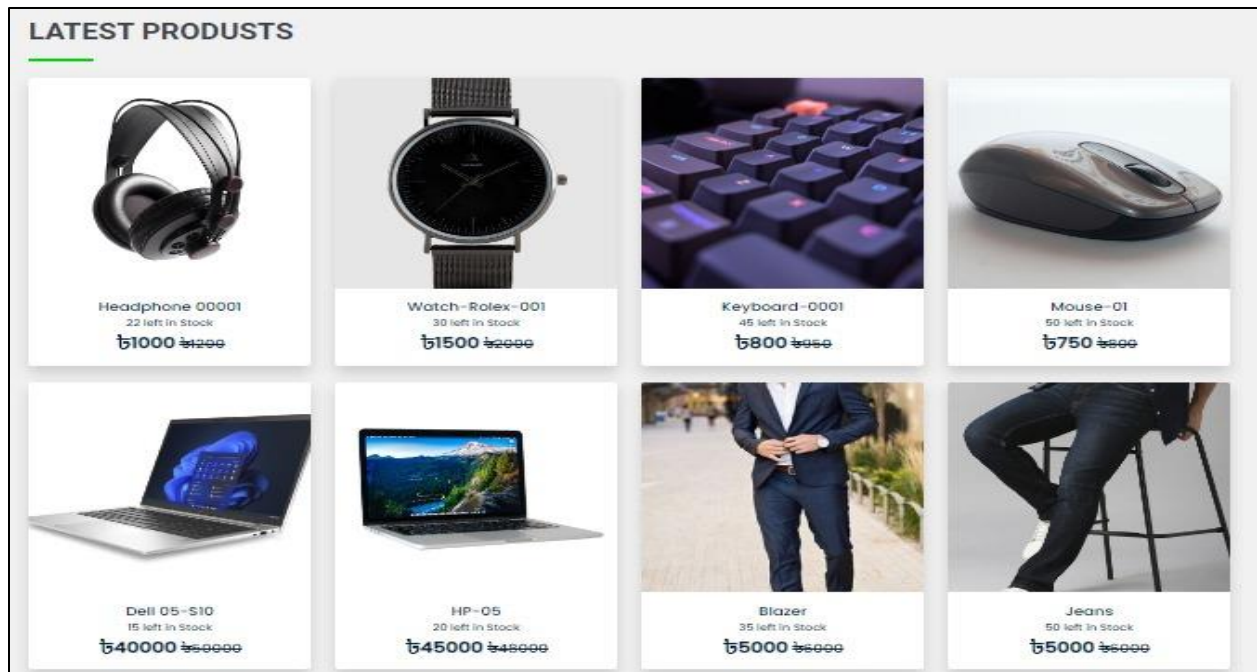 LATEST PRODUSTS
Headphone 00001
22 left in Stock
৳1000 ৳1200
Watch-Rolex-001
30 left in Stock
৳1500 ৳2000
Keyboard-0001
45 left in Stock
৳800 ৳950
Mouse-01
50 left in Stock
৳750 ৳800
Dell 05-S10
15 left in Stock
৳40000 ৳50000
HP-05
20 left in Stock
৳45000 ৳48000
Blazer
35 left in Stock
৳5000 ৳6000
Jeans
50 left in Stock
৳5000 ৳6000